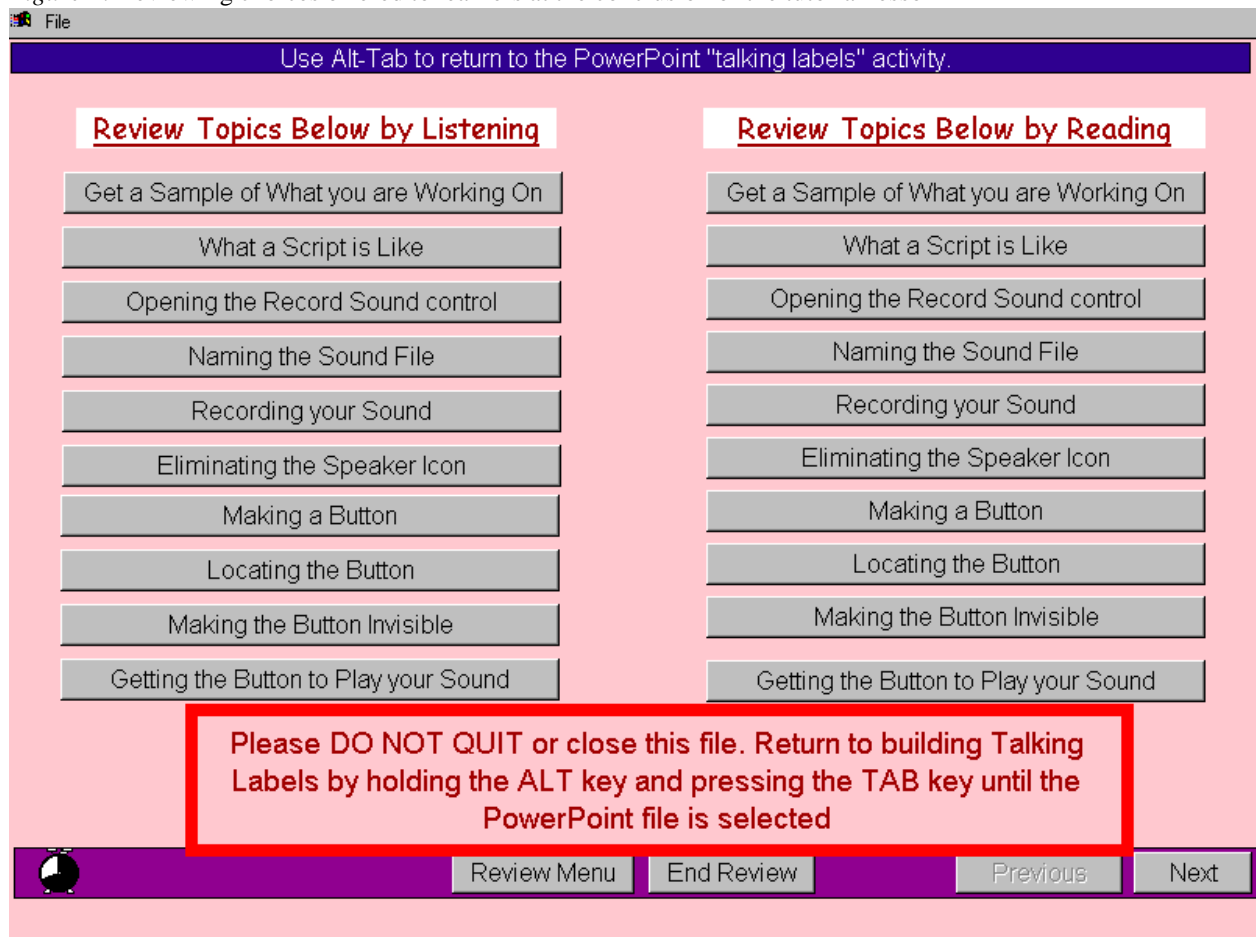 File
Use Alt-Tab to return to the PowerPoint "talking labels" activity.
Review Topics Below by Listening
Get a Sample of What you are Working On
What a Script is Like
Opening the Record Sound control
Naming the Sound File
Recording your Sound
Eliminating the Speaker Icon
Making a Button
Locating the Button
Making the Button Invisible
Getting the Button to Play your Sound
Review Topics Below by Reading
Get a Sample of What you are Working On
What a Script is Like
Opening the Record Sound control
Naming the Sound File
Recording your Sound
Eliminating the Speaker Icon
Making a Button
Locating the Button
Making the Button Invisible
Getting the Button to Play your Sound
Please DO NOT QUIT or close this file. Return to building Talking
Labels by holding the ALT key and pressing the TAB key until the
PowerPoint file is selected
Review Menu
End Review
Previous
Next